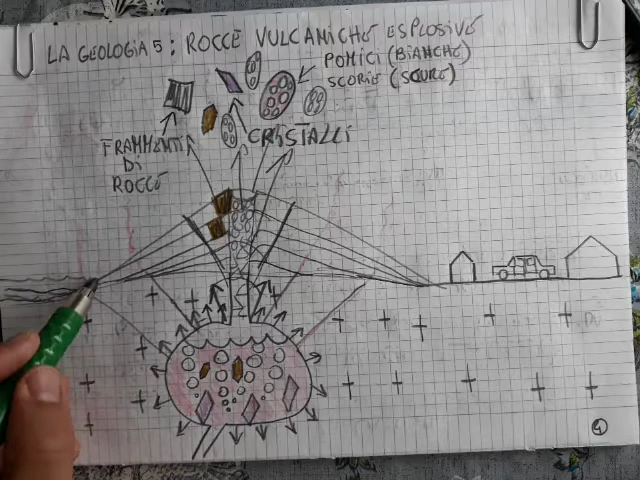 LA GEOLOGIA 5: ROCCE VULCANICHE ESPLOSIVE
POMICI (BIANCHE)
SCORIE (SCURE)
CRISTALLI
FRAMMENTI
DI
ROCCE
4